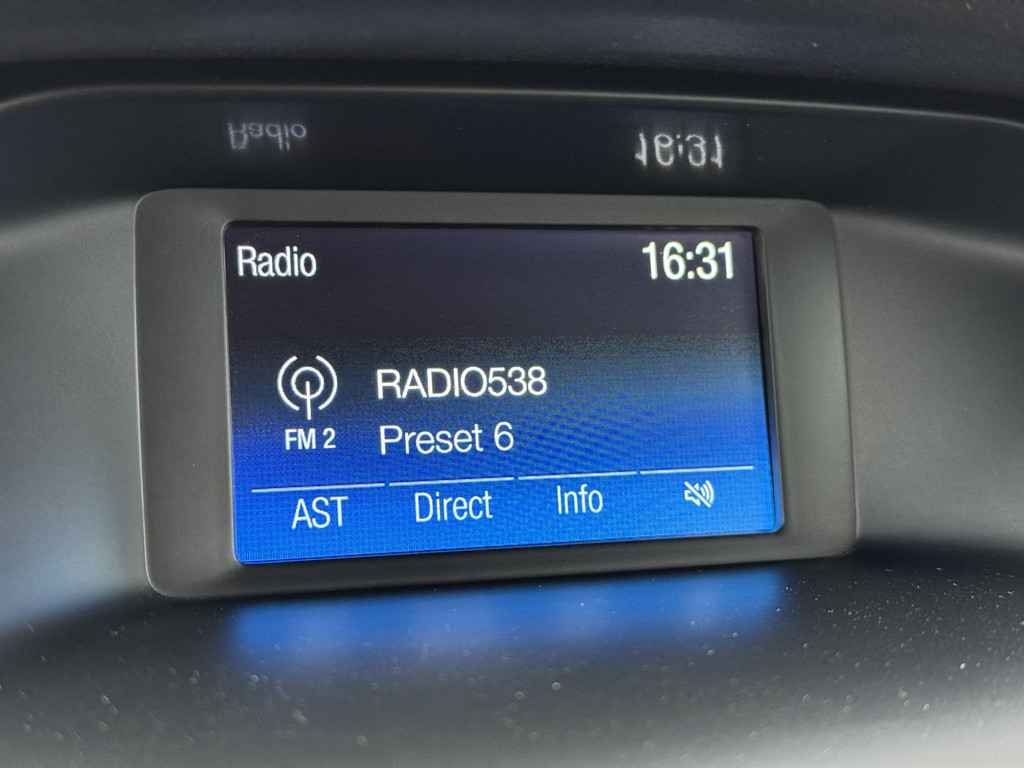 Radio 16:31
RADIO538
FM 2 Preset 6
AST Direct Info